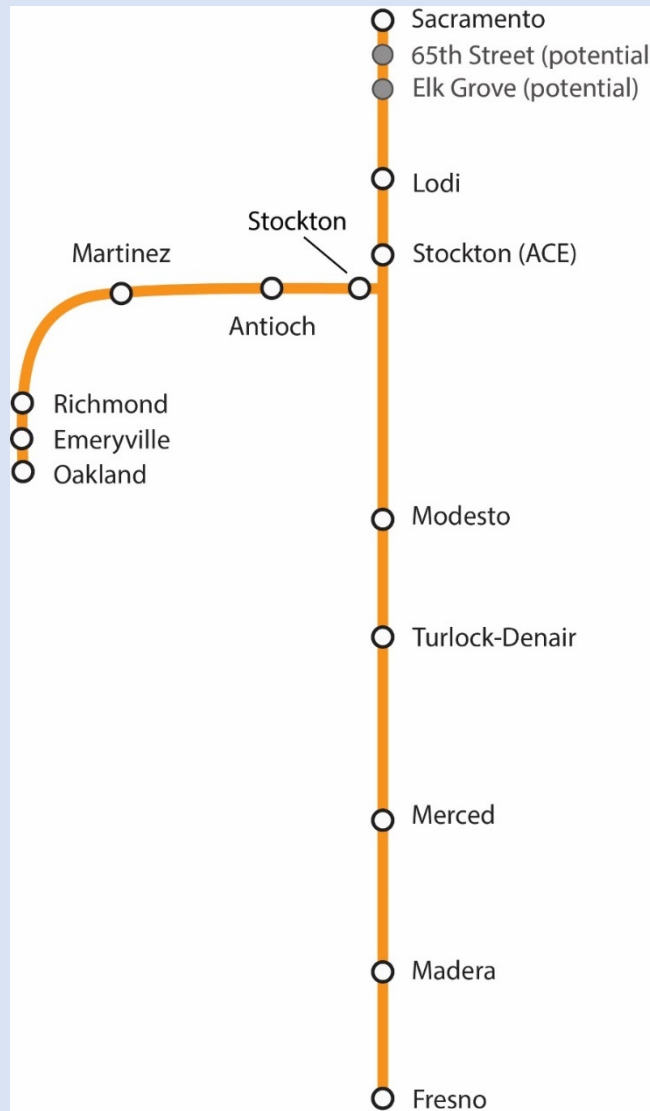 Sacramento
65th Street (potential
Elk Grove (potential)
Lodi
Stockton
Stockton (ACE)
Martinez
Antioch
Richmond
Emeryville
Oakland
Modesto
Turlock-Denair
Merced
Madera
Fresno